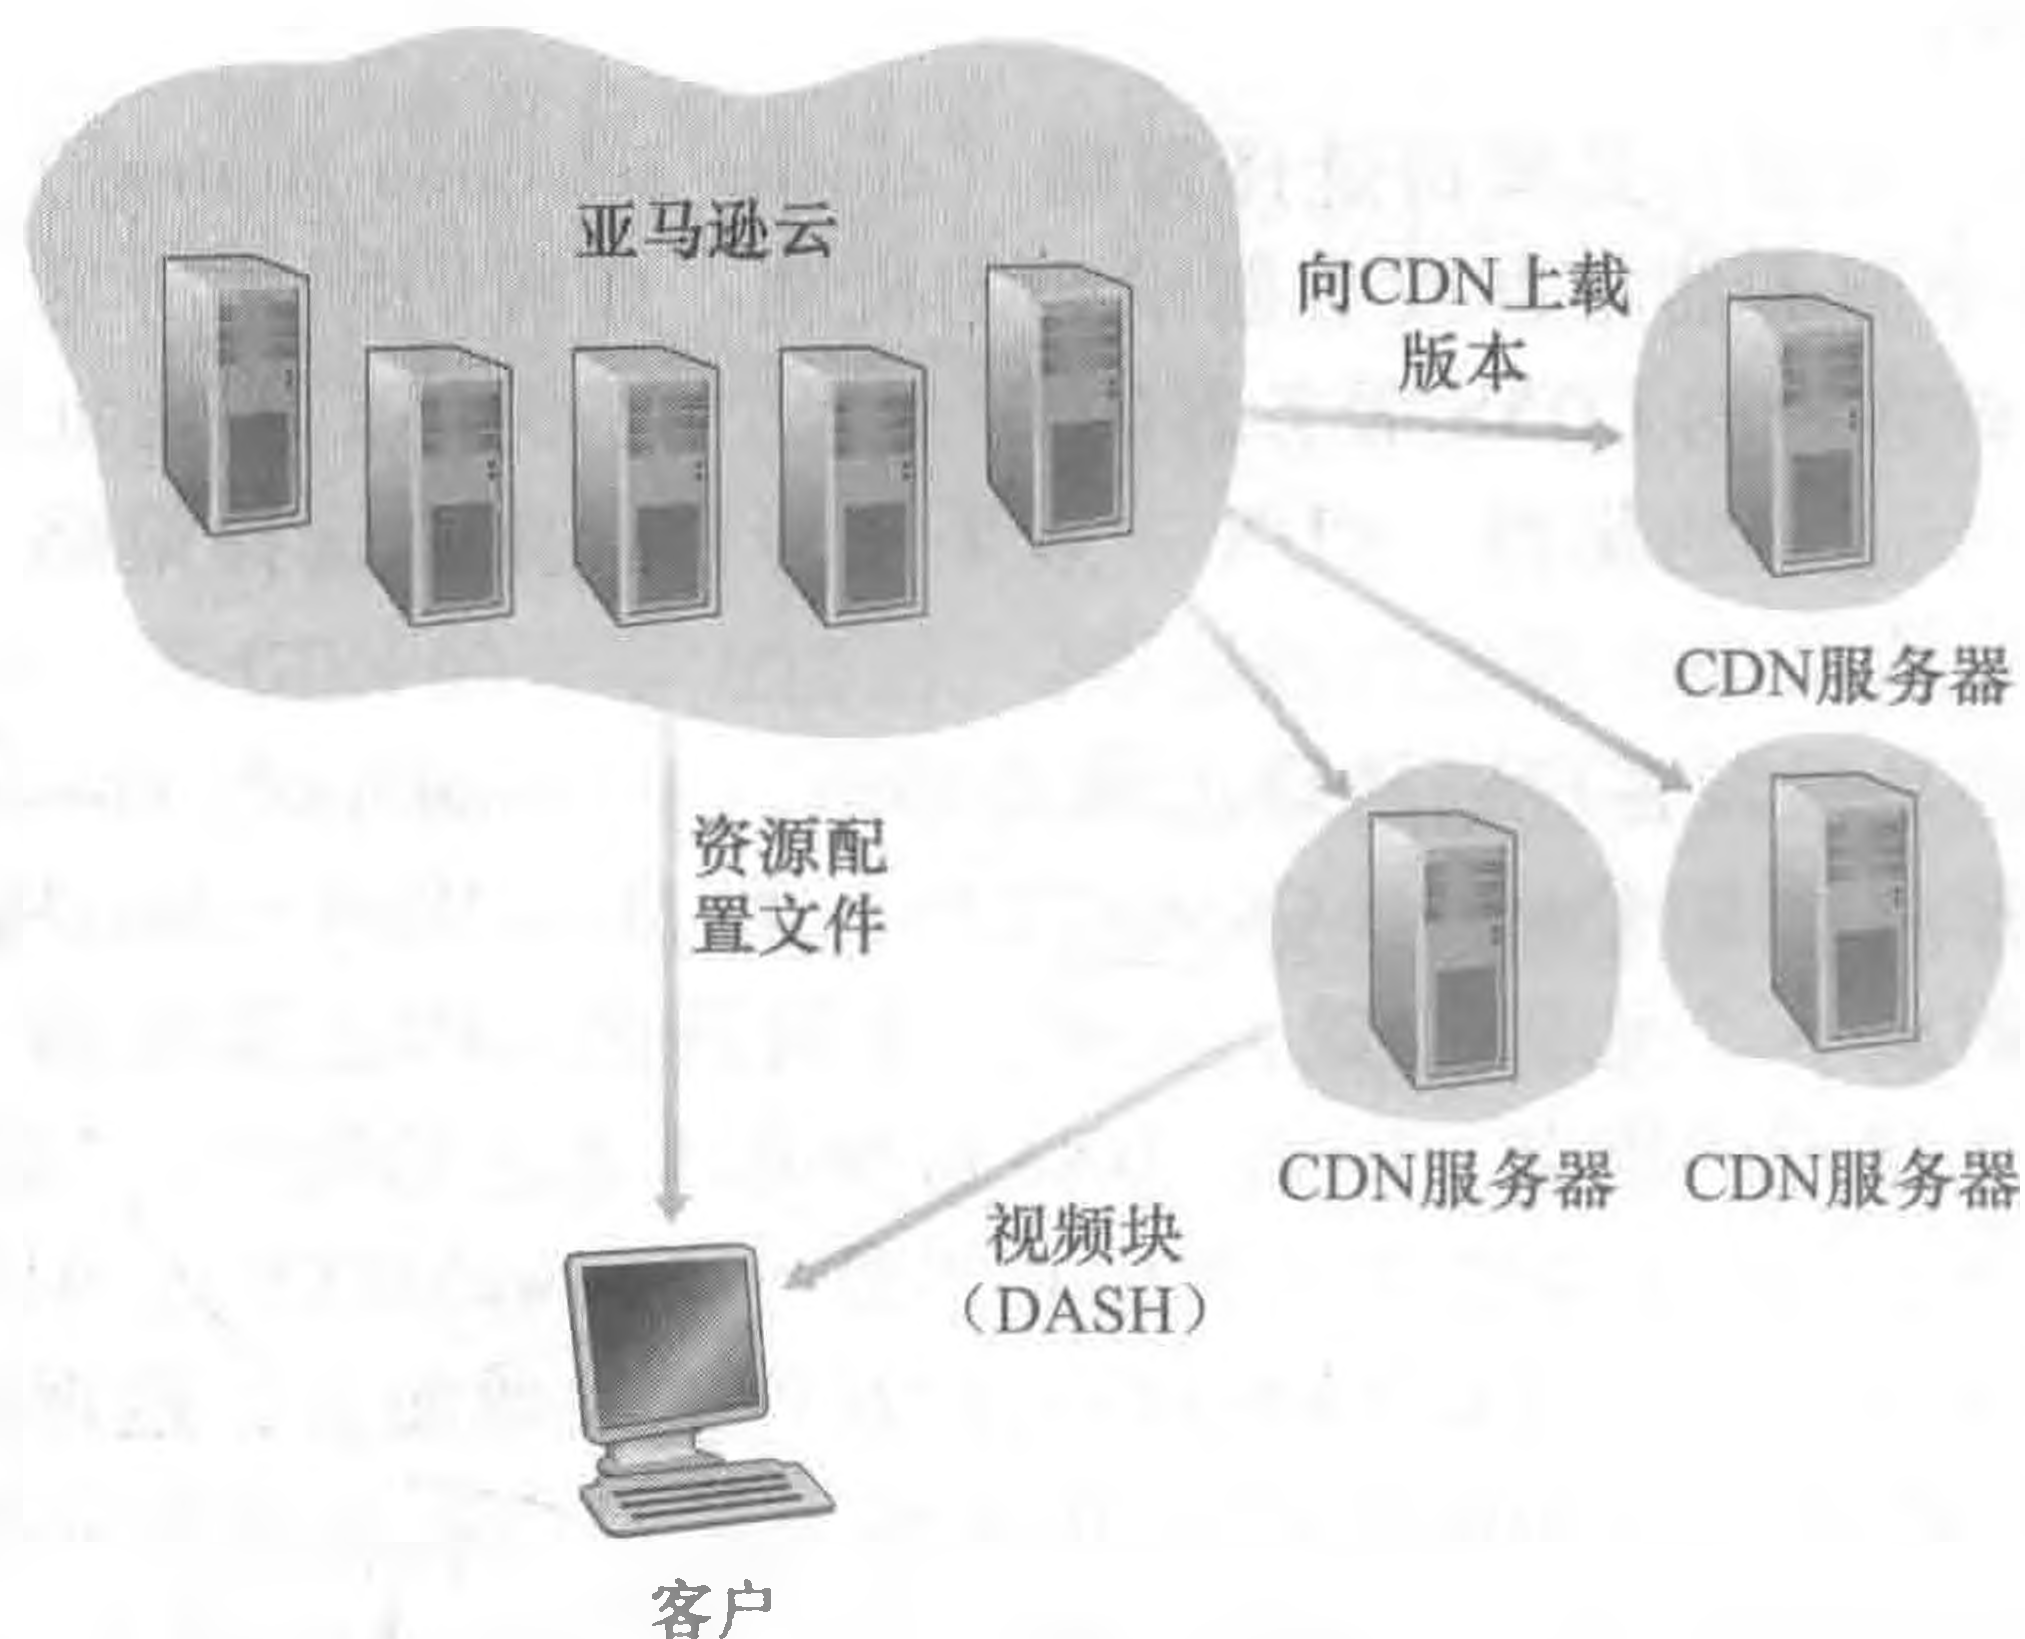 亚马逊云
向CDN上载
版本
CDN服务器
资源配
置文件
CDN服务器
CDN服务器
视频块
（DASH）
客户